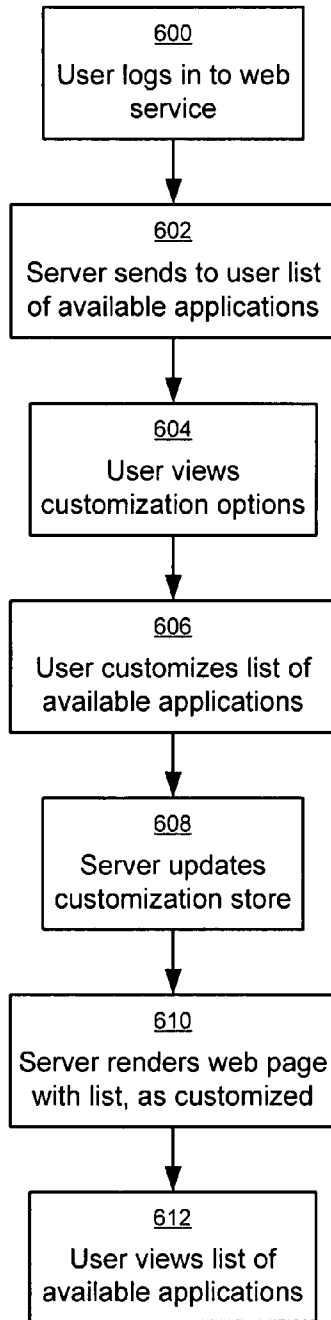 600
User logs in to web
service
602
Server sends to user list
of available applications
604
User views
customization options
606
User customizes list of
available applications
608
Server updates
customization store
610
Server renders web page
with list, as customized
612
User views list of
available applications